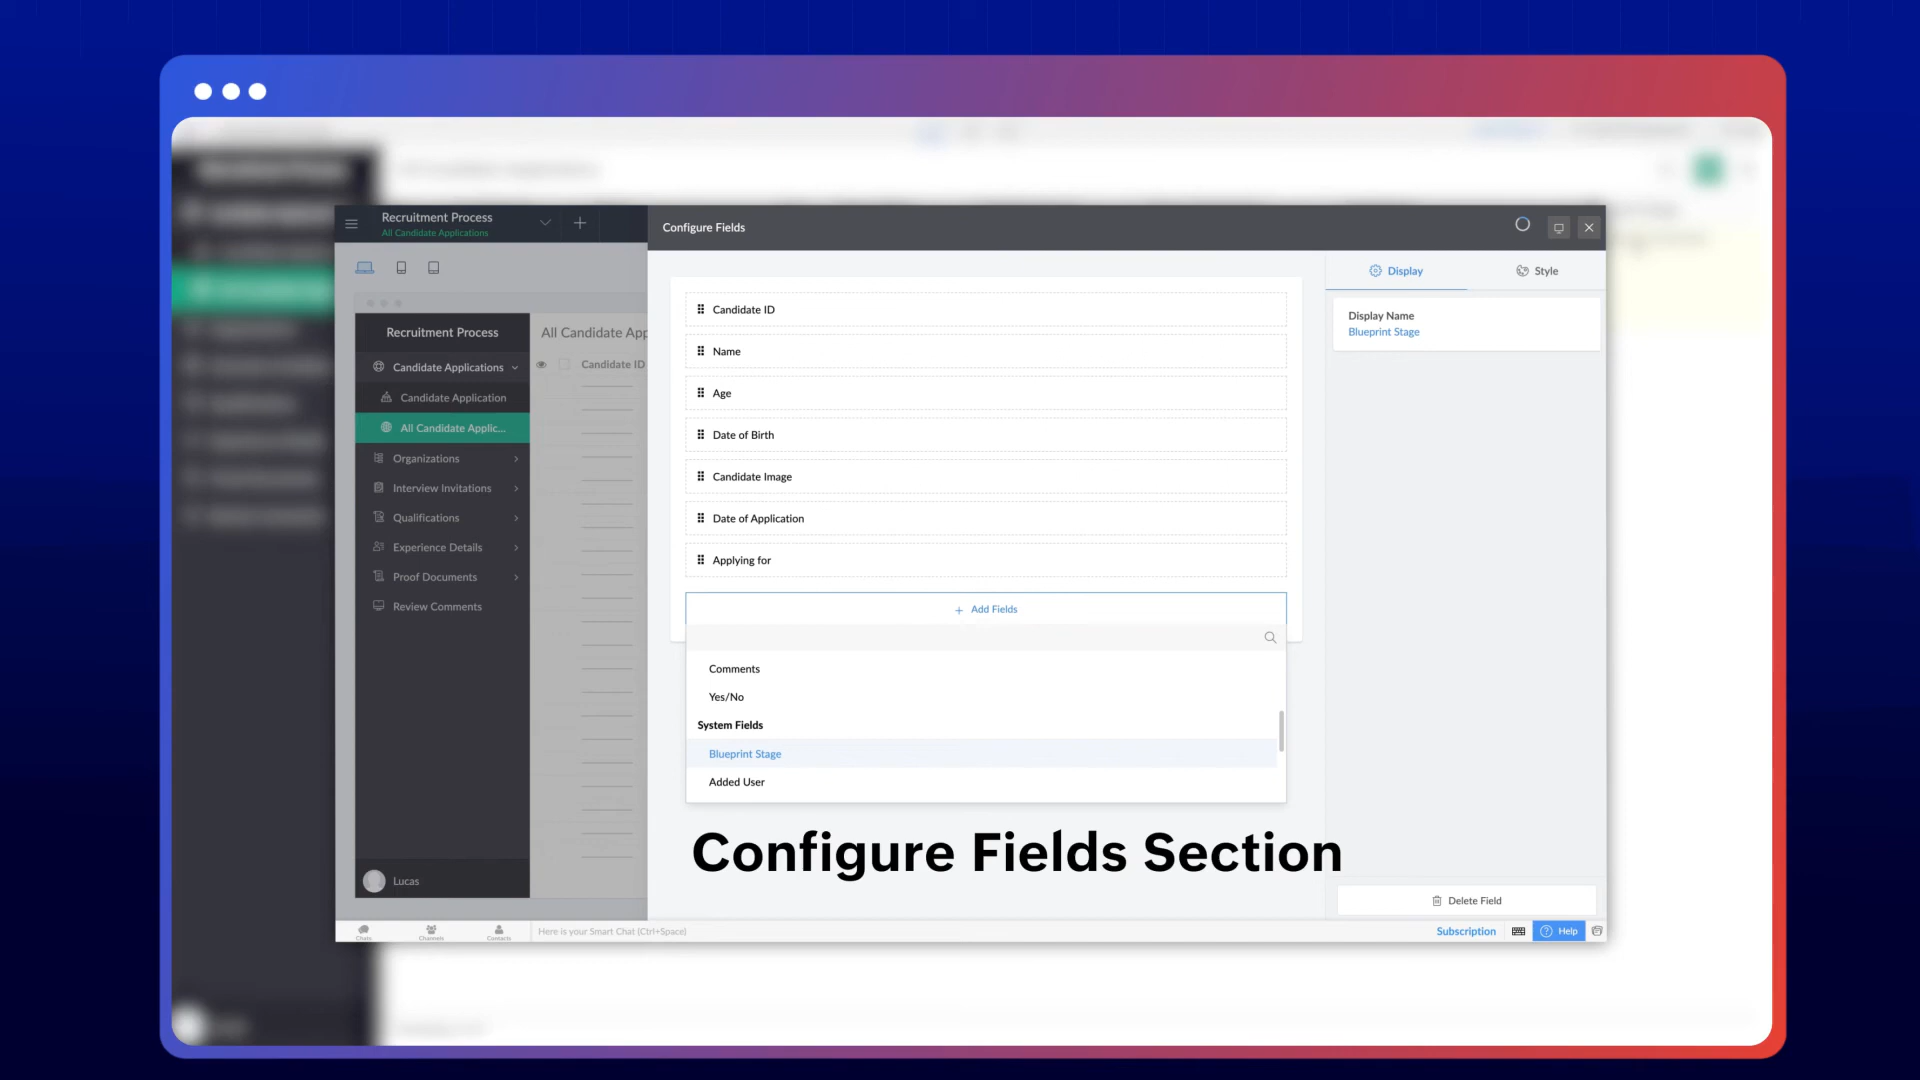 Recruitment Process
All Candidate Applications
Configure Fields
Display
Style
Recruitment Process
Candidate Applications
Candidate Application
All Candidate Applic...
Organizations
Interview Invitations
Qualifications
Experience Details
Proof Documents
Review Comments
Lucas
All Candidate App
Candidate ID
Candidate ID
Name
Age
Date of Birth
Candidate Image
Date of Application
Applying for
Add Fields
Comments
Yes/No
System Fields
Blueprint Stage
Added User
Display Name
Blueprint Stage
Configure Fields Section
Delete Field
Chats
Channels
Contacts
Here is your Smart Chat (Ctrl+Space)
Subscription
Help